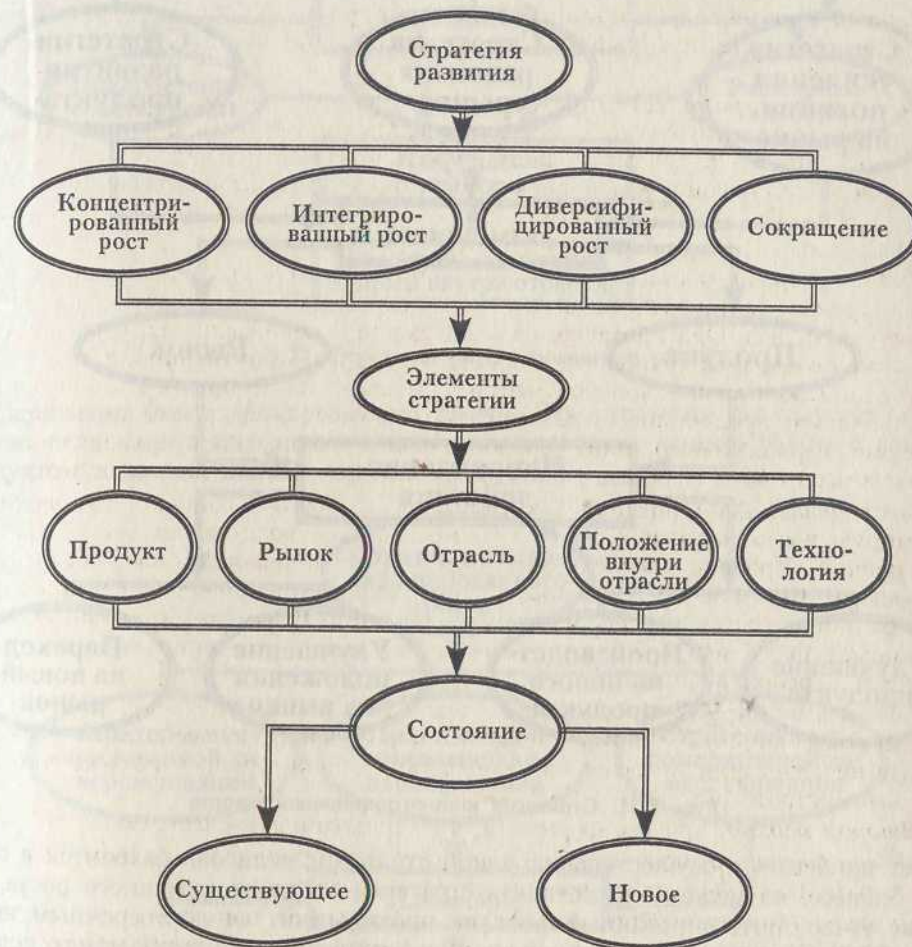 Стратегия
развития
Концентри-
рованный
рост
Интегриро-
ванный рост
Диверсифи-
цированный
рост
Сокращение
Элементы
стратегии
Продукт
Рынок
Отрасль
Положение
внутри
отрасли
Техно-
логия
Состояние
Существующее
Новое